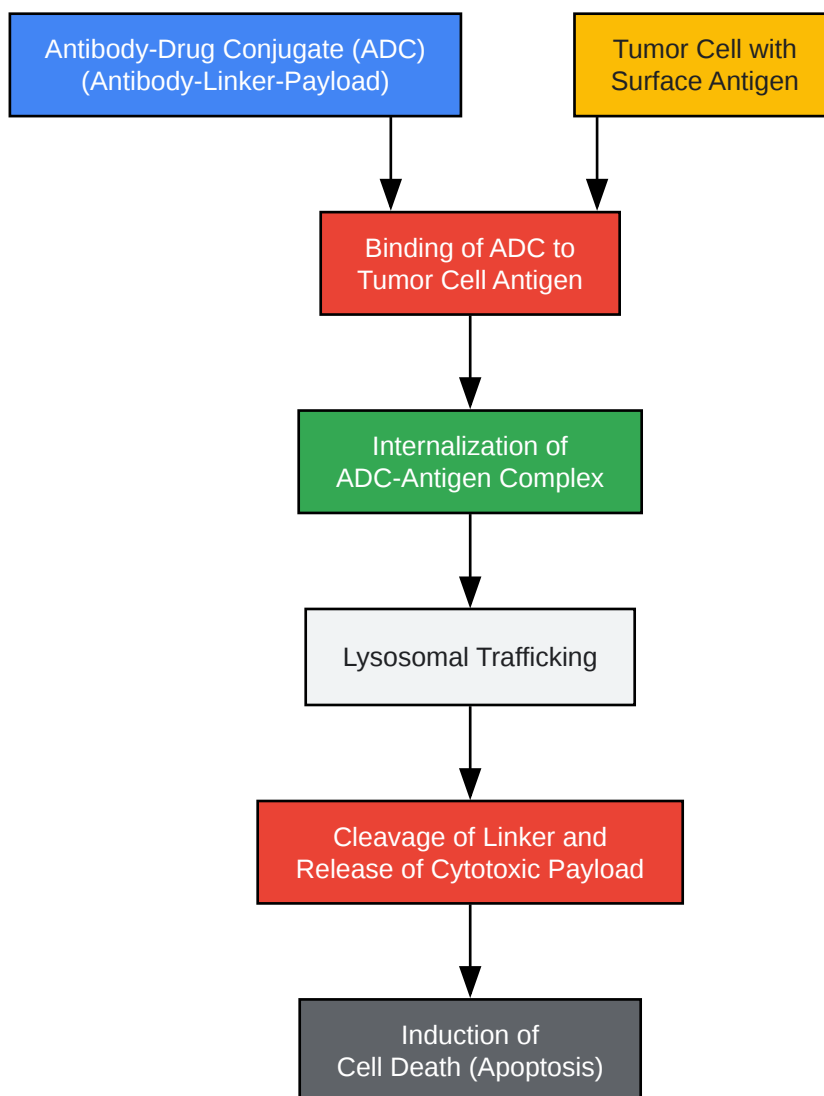 Antibody-Drug Conjugate (ADC)
(Antibody-Linker-Payload)
Tumor Cell with
Surface Antigen
Binding of ADC to
Tumor Cell Antigen
Internalization of
ADC-Antigen Complex
Lysosomal Trafficking
Cleavage of Linker and
Release of Cytotoxic Payload
Induction of
Cell Death (Apoptosis)